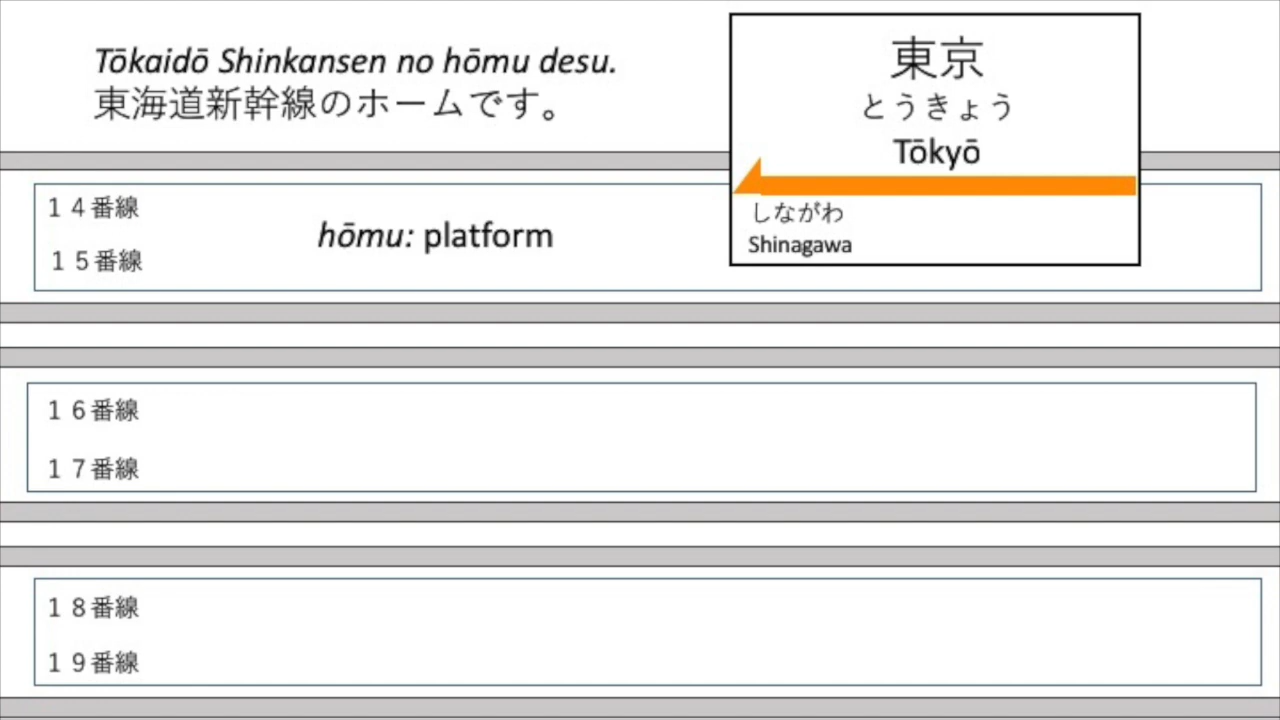 Tōkaidō Shinkansen no hōmu desu.
東海道新幹線のホームです。
東京
とうきょう
Tōkyō
しながわ
Shinagawa
１４番線
１５番線
hōmu: platform
１６番線
１７番線
１８番線
１９番線